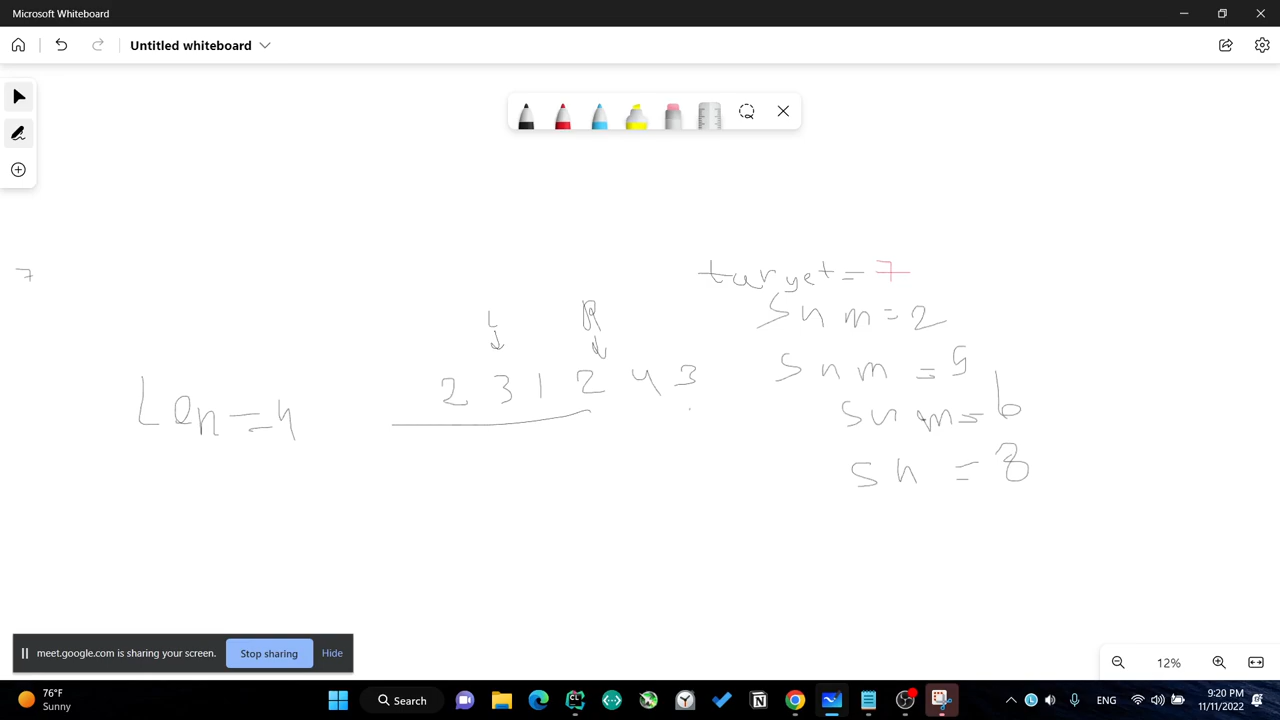 Microsoft Whiteboard
Untitled whiteboard
7
target = 7
L R
sum = 2
2 3 1 2 4 3
sum = 5
Len = 4
sum = 6
su = 8
meet.google.com is sharing your screen.
Stop sharing
Hide
12%
76°F
Sunny
Search
ENG
9:20 PM
11/11/2022